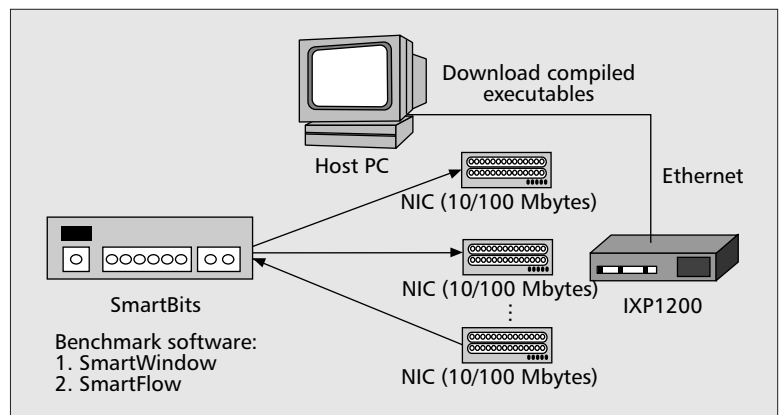 Download compiled
executables
Host PC
Ethernet
NIC (10/100 Mbytes)
NIC (10/100 Mbytes)
SmartBits
IXP1200
Benchmark software:
1. SmartWindow
2. SmartFlow
NIC (10/100 Mbytes)